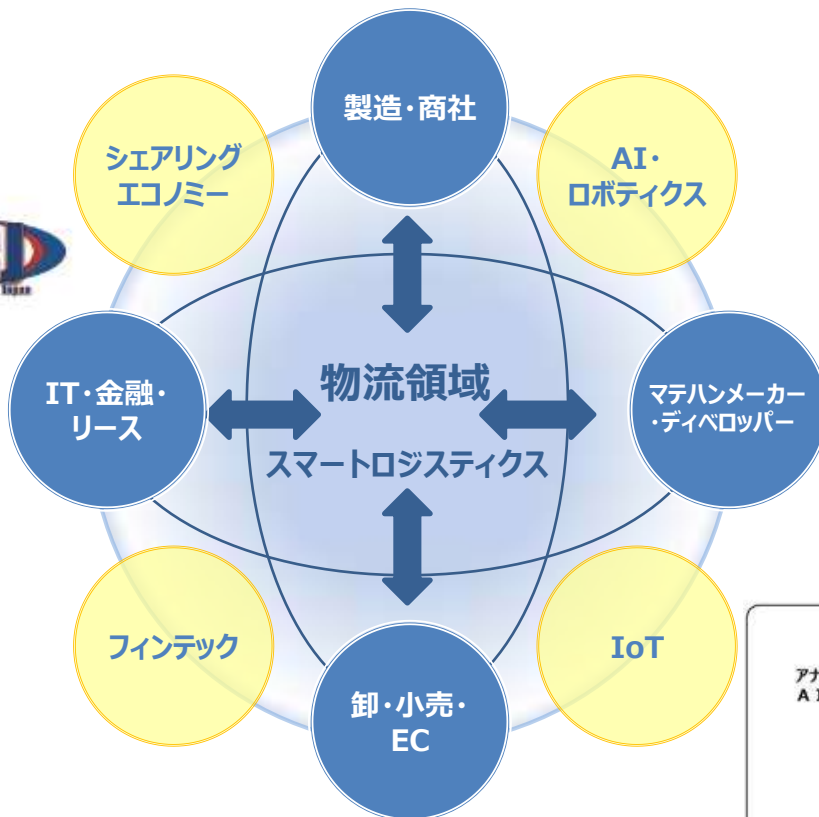 製造・商社
シェアリング
エコノミー
AI・
ロボティクス
Japan
物流領域
IT・金融・
リース
マテハンメーカー
・ディベロッパー
スマートロジスティクス
フィンテック
IoT
卸・小売・
EC
アナ
A I